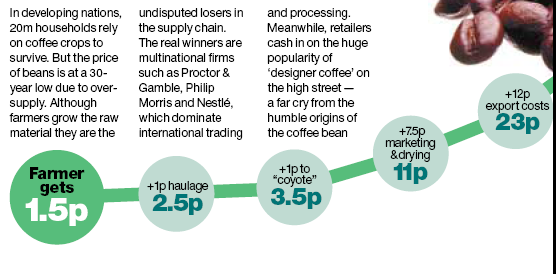 In developing nations,
20m households rely
on coffee crops to
survive. But the price
of beans is at a 30-
year low due to over-
supply. Although
farmers grow the raw
material they are the
undisputed losers in
the supply chain.
The real winners are
multinational firms
such as Proctor &
Gamble, Philip
Morris and Nestlé,
which dominate
international trading
and processing.
Meanwhile, retailers
cash in on the huge
popularity of
‘designer coffee’ on
the high street —
a far cry from the
humble origins of
the coffee bean
Farmer
gets
1.5p
+1p haulage
2.5p
+1p to
“coyote”
3.5p
+7.5p
marketing
&drying
11p
+12p
export costs
23p